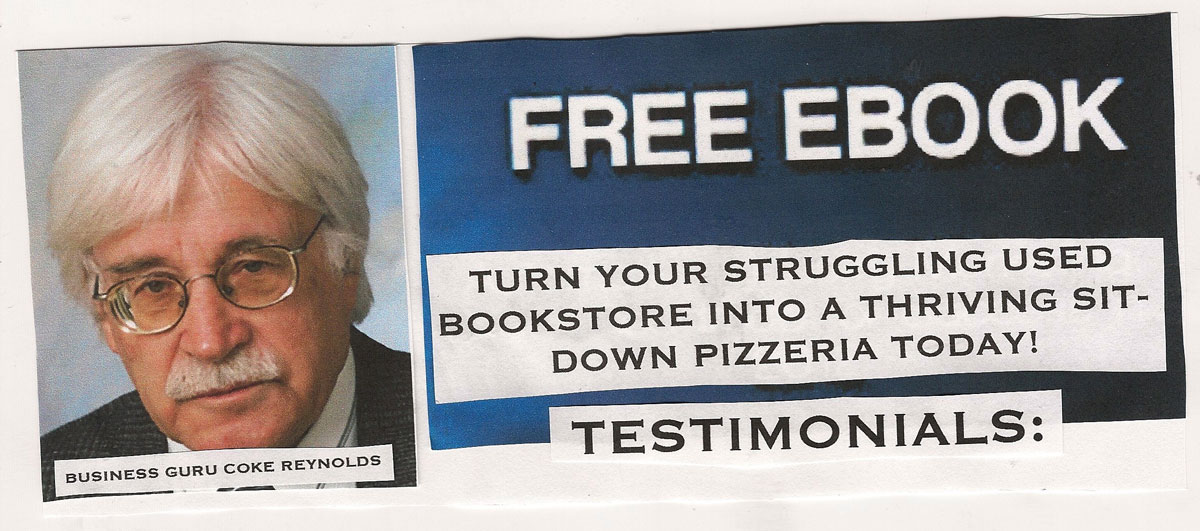 FREE EBOOK
TURN YOUR STRUGGLING USED
BOOKSTORE INTO A THRIVING SIT-
DOWN PIZZERIA TODAY!
TESTIMONIALS:
BUSINESS GURU COKE REYNOLDS